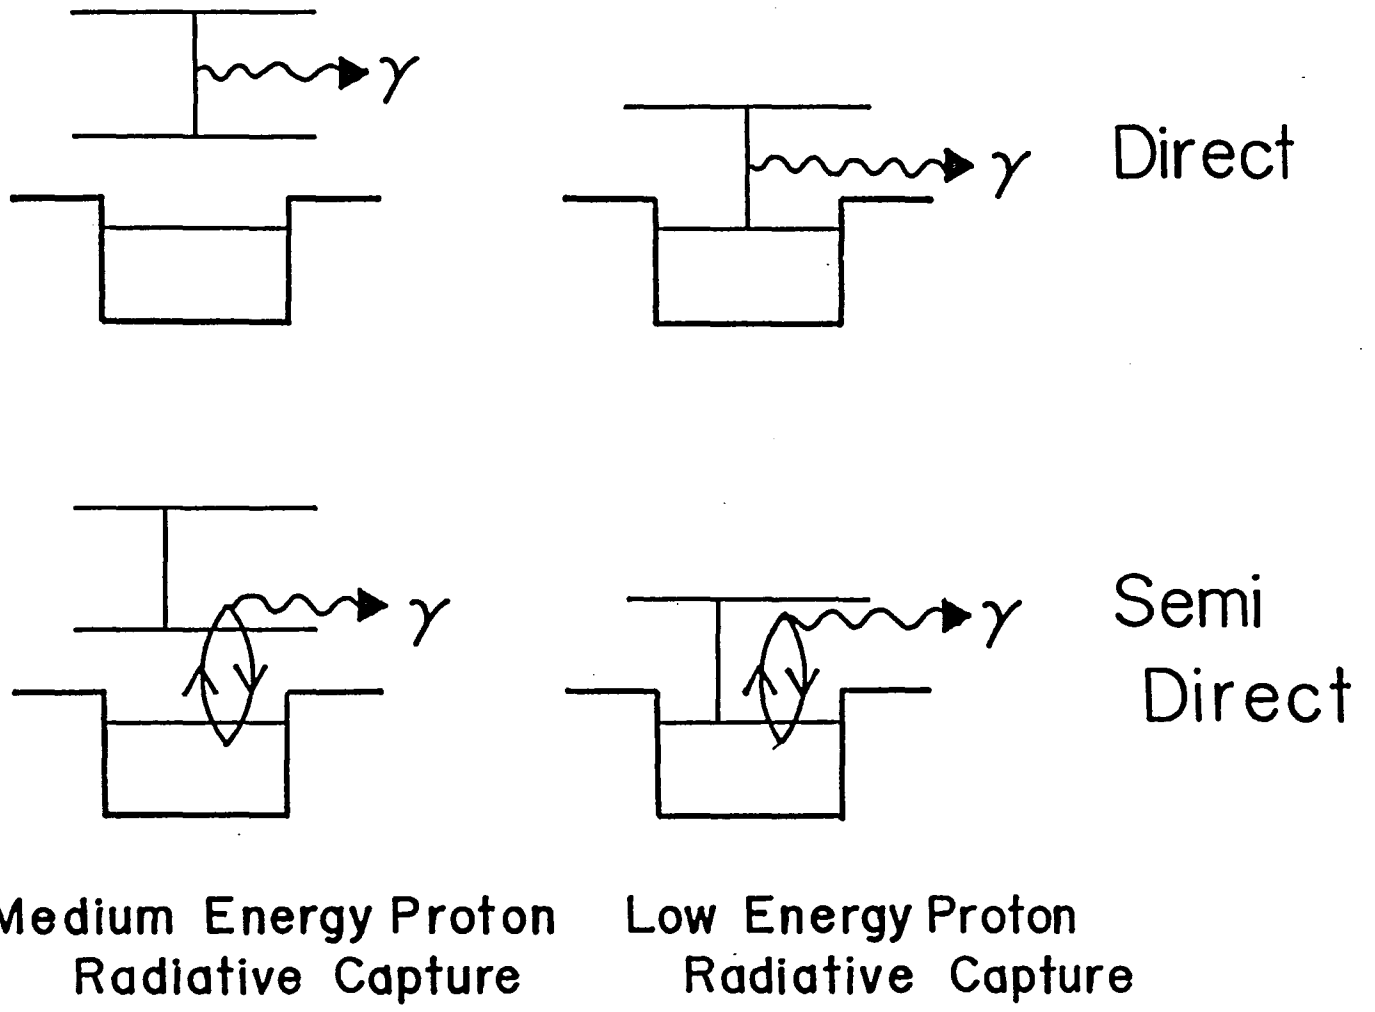 γ
γ
Direct
γ
γ
Semi
Direct
Medium Energy Proton
Radiative Capture
Low Energy Proton
Radiative Capture